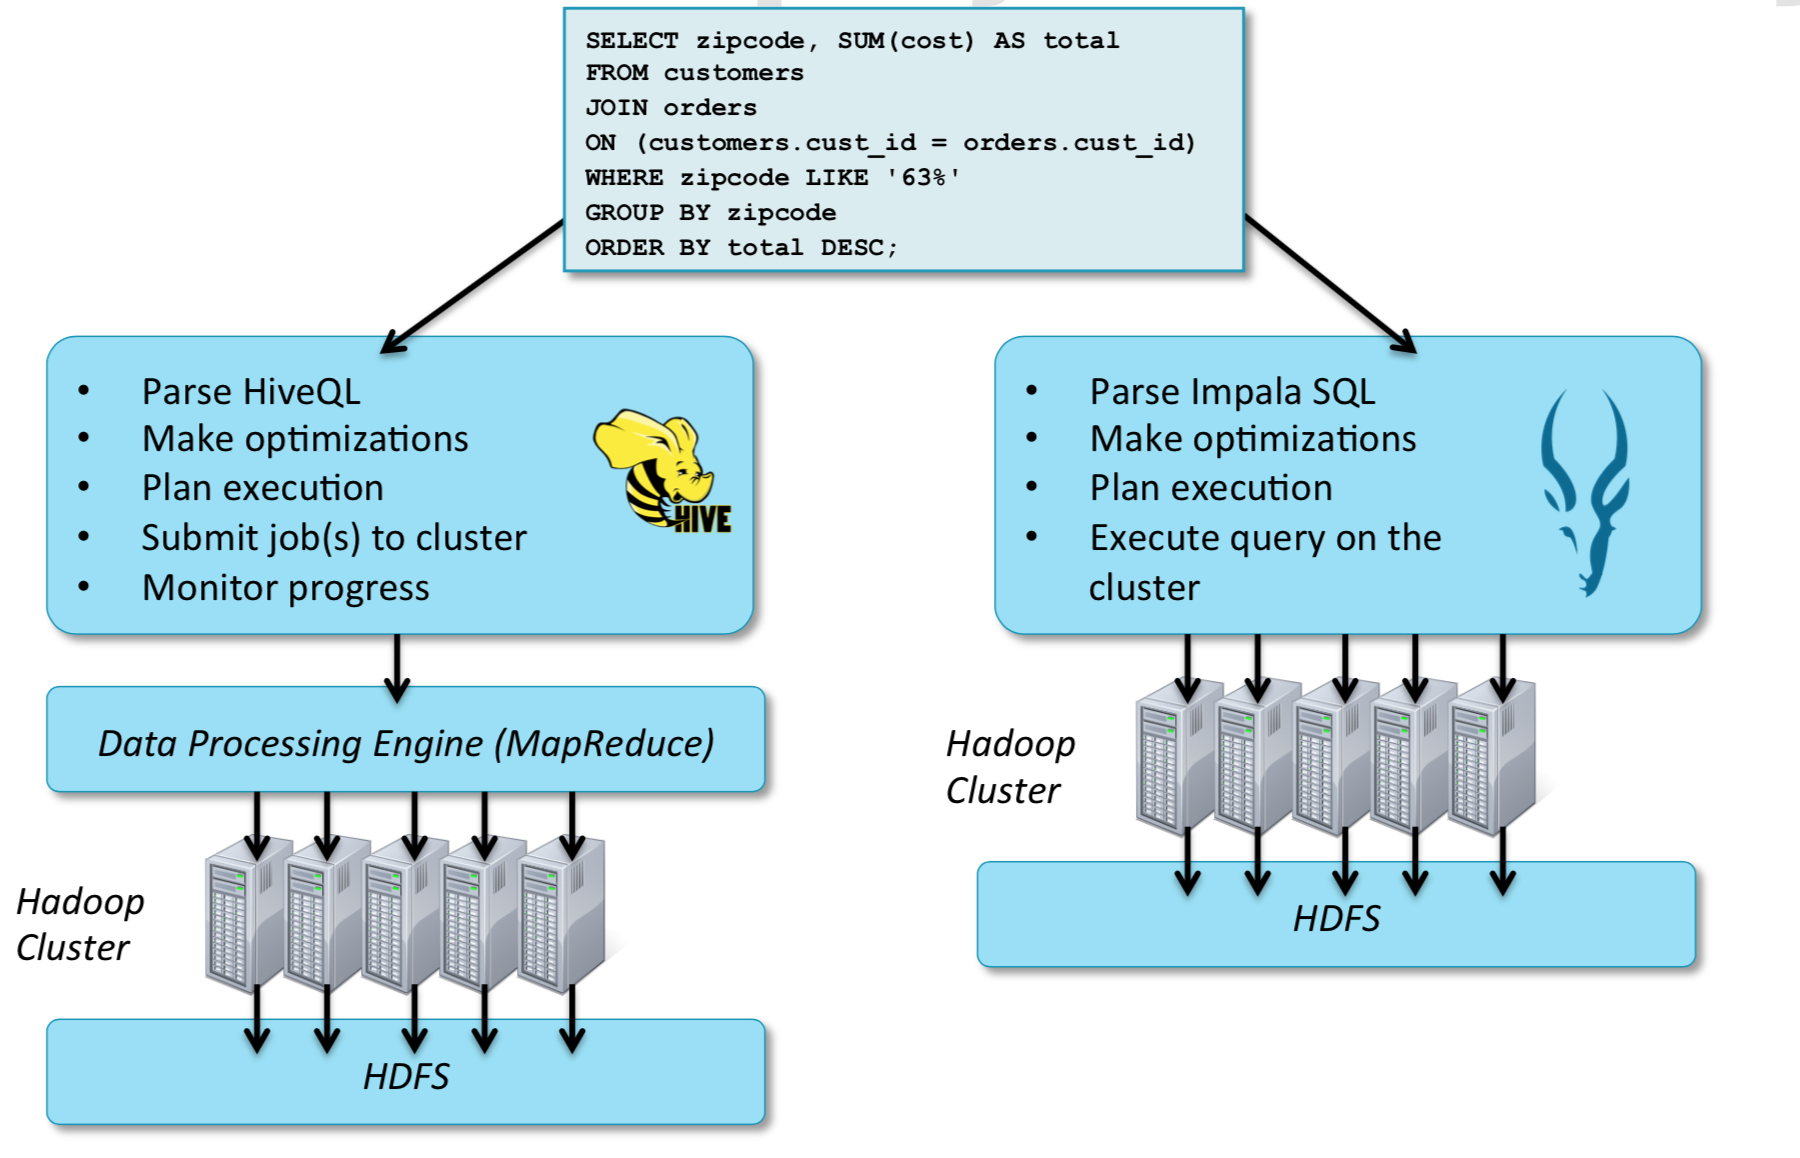 SELECT zipcode, SUM(cost) AS total
FROM customers
JOIN orders
ON (customers.cust_id = orders.cust_id)
WHERE zipcode LIKE '63%'
GROUP BY zipcode
ORDER BY total DESC;
• Parse HiveQL
• Make optimizations
• Plan execution
• Submit job(s) to cluster
• Monitor progress
HIVE
Data Processing Engine (MapReduce)
Hadoop
Cluster
HDFS
• Parse Impala SQL
• Make optimizations
• Plan execution
• Execute query on the
cluster
Hadoop
Cluster
HDFS